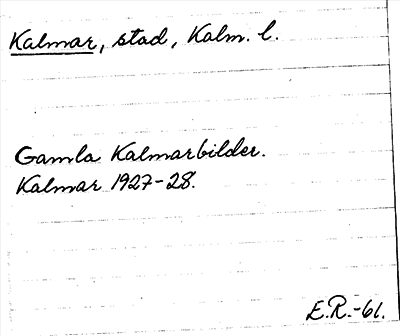 Kalmar, stad, Kalm. l.
Gamla Kalmarbilder.
Kalmar 1927-28.
E.R.-61.